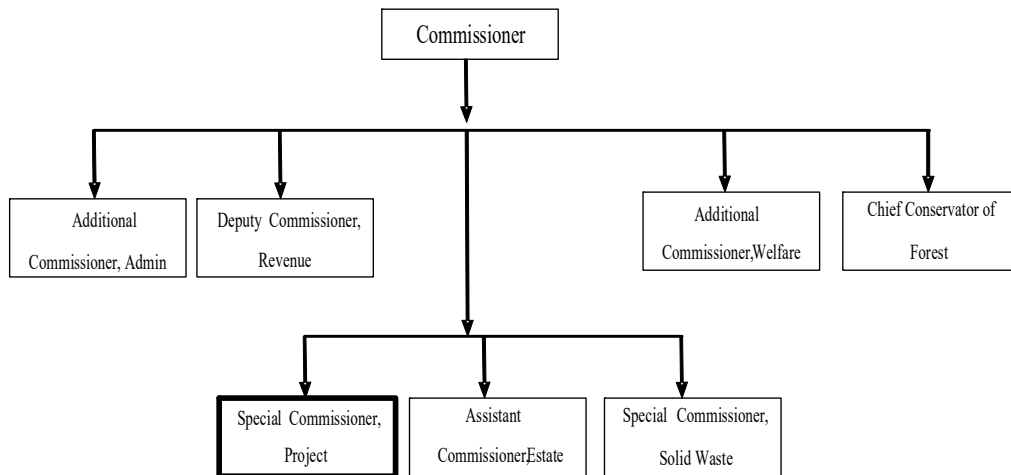 Commissioner
Additional
Commissioner, Admin
Deputy Commissioner,
Revenue
Additional
Commissioner,Welfare
Chief Conservator of
Forest
Special Commissioner,
Project
Assistant
Commissioner,Estate
Special Commissioner,
Solid Waste